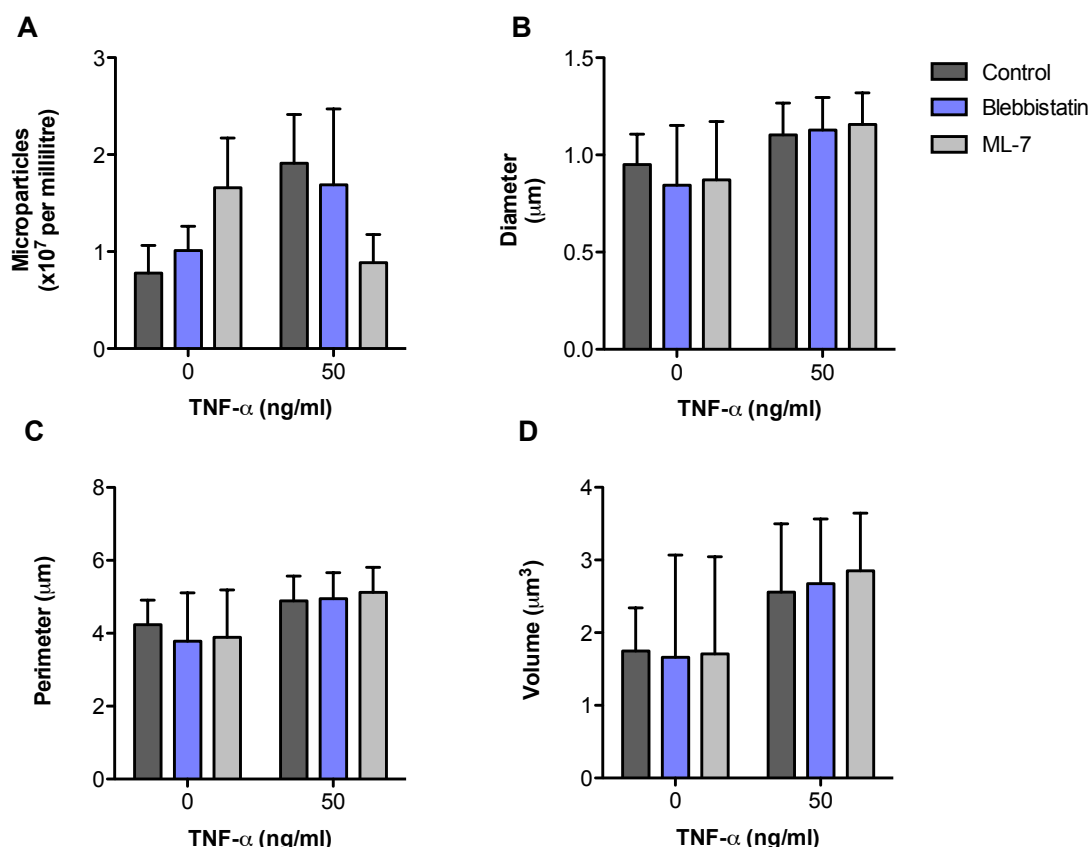 A
Microparticles
(x10⁷ per millilitre)
3
2
1
0
0 50
TNF-α (ng/ml)
B
Diameter
(μm)
1.5
1.0
0.5
0.0
0 50
TNF-α (ng/ml)
Control
Blebbistatin
ML-7
C
Perimeter (μm)
8
6
4
2
0
0 50
TNF-α (ng/ml)
D
Volume (μm³)
4
3
2
1
0
0 50
TNF-α (ng/ml)